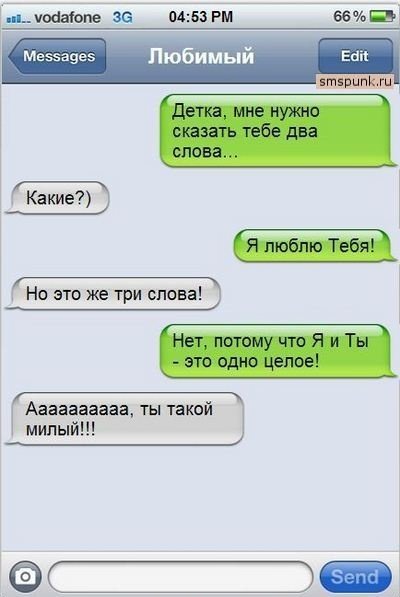 vodafone 3G 04:53 PM 66%
Messages Любимый Edit
smspunk.ru
Детка, мне нужно
сказать тебе два
слова...
Какие?)
Я люблю Тебя!
Но это же три слова!
Нет, потому что Я и Ты
- это одно целое!
Аааааааааа, ты такой
милый!!!
Send